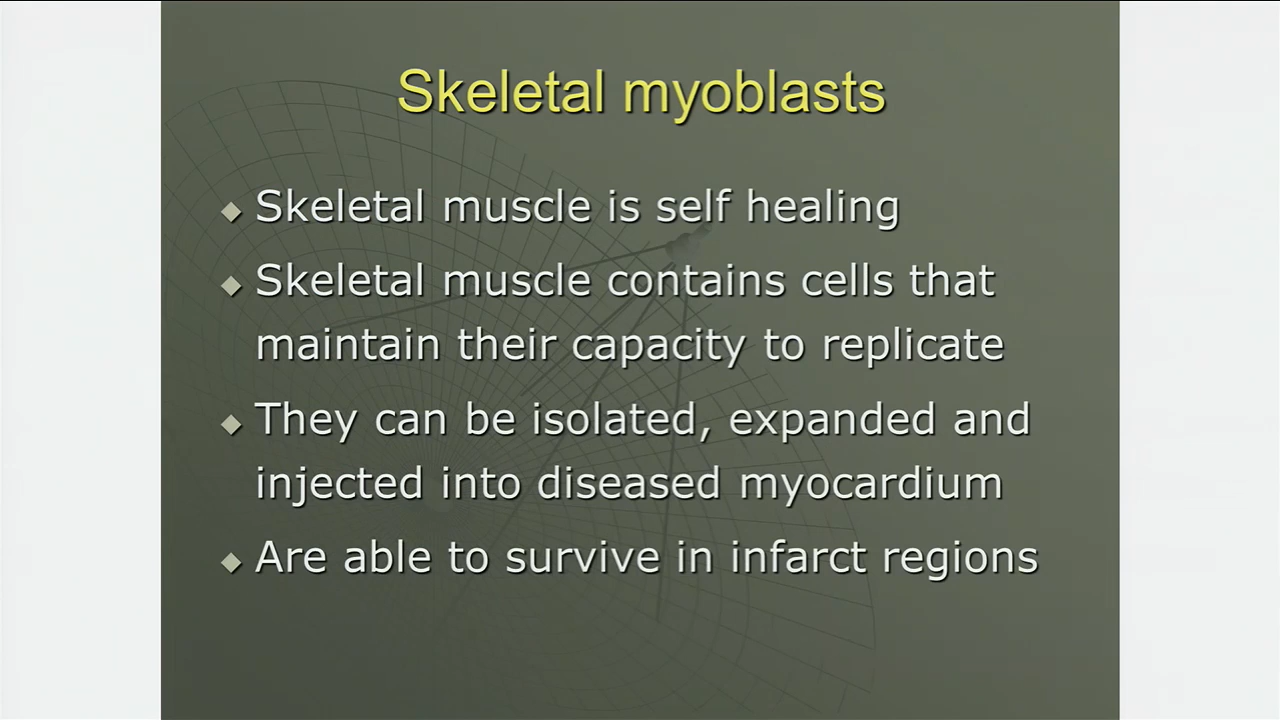 Skeletal myoblasts
Skeletal muscle is self healing
Skeletal muscle contains cells that
maintain their capacity to replicate
They can be isolated, expanded and
injected into diseased myocardium
Are able to survive in infarct regions